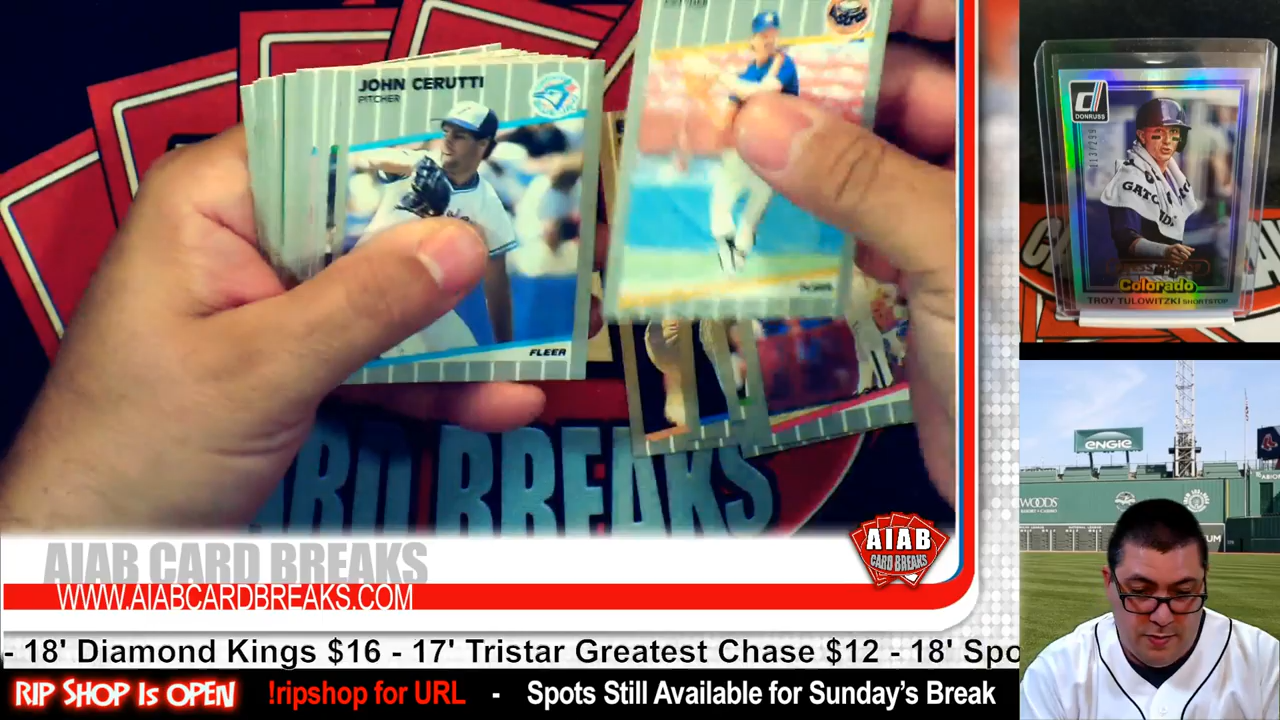 JOHN CERUTTI
PITCHER
FLEER
CARD BREAKS
AIAB CARD BREAKS
WWW.AIABCARDBREAKS.COM
AIAB
CARD BREAKS
- 18' Diamond Kings $16 - 17' Tristar Greatest Chase $12 - 18' Spo
RIP SHOP IS OPEN !ripshop for URL - Spots Still Available for Sunday's Break
DONRUSS
Colorado
TROY TULOWITZKI SHORTSTOP
ENGIE
WOODS